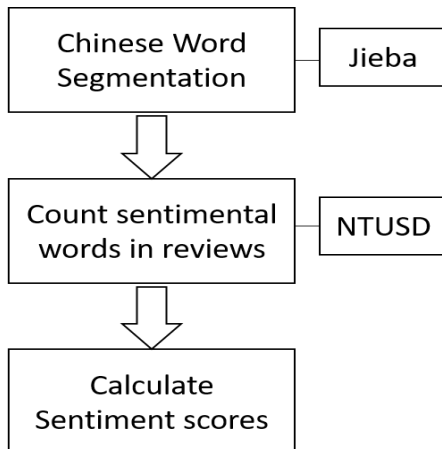 Chinese Word
Segmentation
Jieba
Count sentimental
words in reviews
NTUSD
Calculate
Sentiment scores